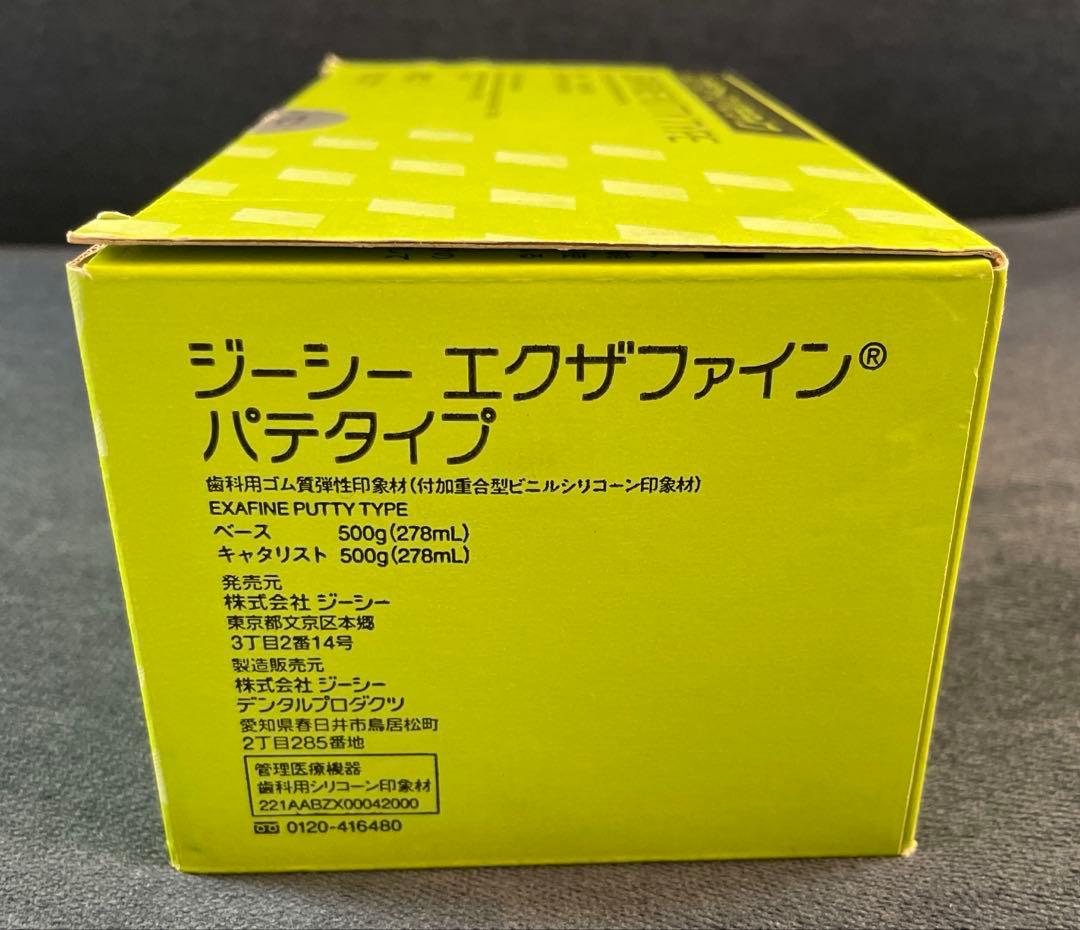 ジーシー エクザファイン®
パテタイプ
歯科用ゴム質弾性印象材(付加重合型ビニルシリコーン印象材)
EXAFINE PUTTY TYPE
ベース 500g(278mL)
キャタリスト 500g(278mL)
発売元
株式会社 ジーシー
東京都文京区本郷
3丁目2番14号
製造販売元
株式会社 ジーシー
デンタルプロダクツ
愛知県春日井市鳥居松町
2丁目285番地
管理医療機器
歯科用シリコーン印象材
221AABZX00042000
0120-416480